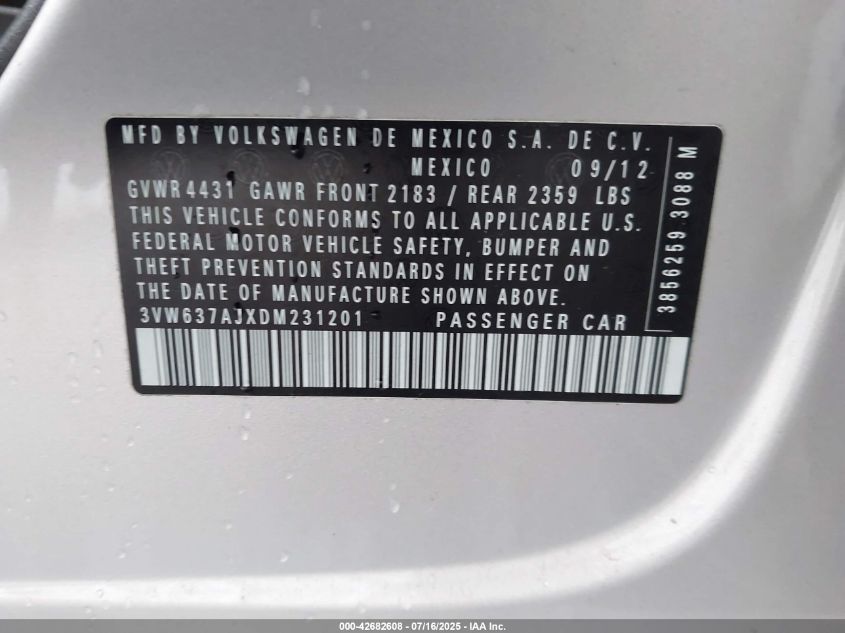 MFD BY VOLKSWAGEN DE MEXICO S.A. DE C.V.
MEXICO 09/12
GVWR 4431 GAWR FRONT 2183 / REAR 2359 LBS
THIS VEHICLE CONFORMS TO ALL APPLICABLE U.S.
FEDERAL MOTOR VEHICLE SAFETY, BUMPER AND
THEFT PREVENTION STANDARDS IN EFFECT ON
THE DATE OF MANUFACTURE SHOWN ABOVE.
3VW637AJXDM231201 PASSENGER CAR
3856259 3088 M
000-42682608 - 07/16/2025 - IAA Inc.